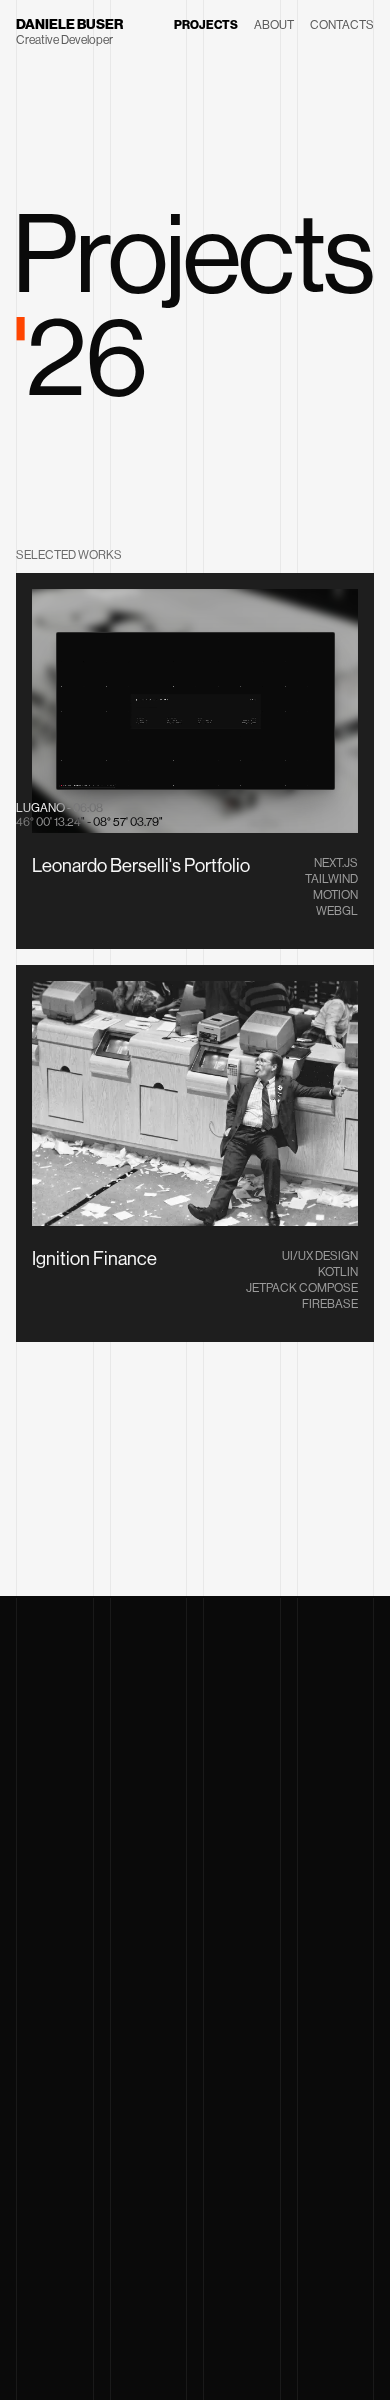 DANIELE BUSER
Creative Developer
PROJECTS ABOUT CONTACTS
Projects
'26
SELECTED WORKS
LUGANO
46° 00' 13.24" - 08° 57' 03.79"
Leonardo Berselli's Portfolio
NEXT.JS
TAILWIND
MOTION
WEBGL
Ignition Finance
UI/UX DESIGN
KOTLIN
JETPACK COMPOSE
FIREBASE